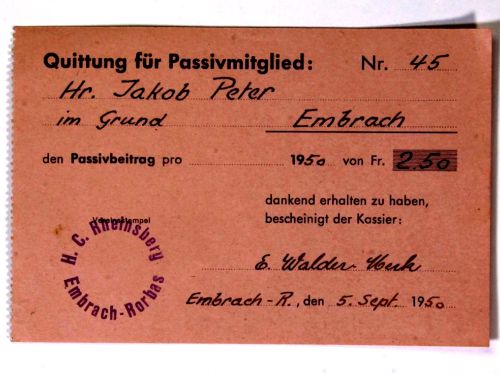 Quittung für Passivmitglied: Nr. 45
Hr. Jakob Peter
im Grund Embrach
den Passivbeitrag pro 1950 von Fr. 2.50
dankend erhalten zu haben,
bescheinigt der Kassier:
Vereinsstempel
H. C. Rheinsberg
Embrach-Rorbas
E. Walder
Embrach-R., den 5. Sept. 1950